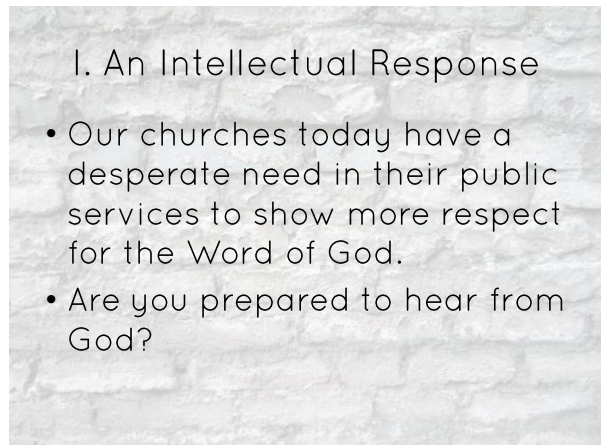 I. An Intellectual Response
• Our churches today have a
desperate need in their public
services to show more respect
for the Word of God.
• Are you prepared to hear from
God?